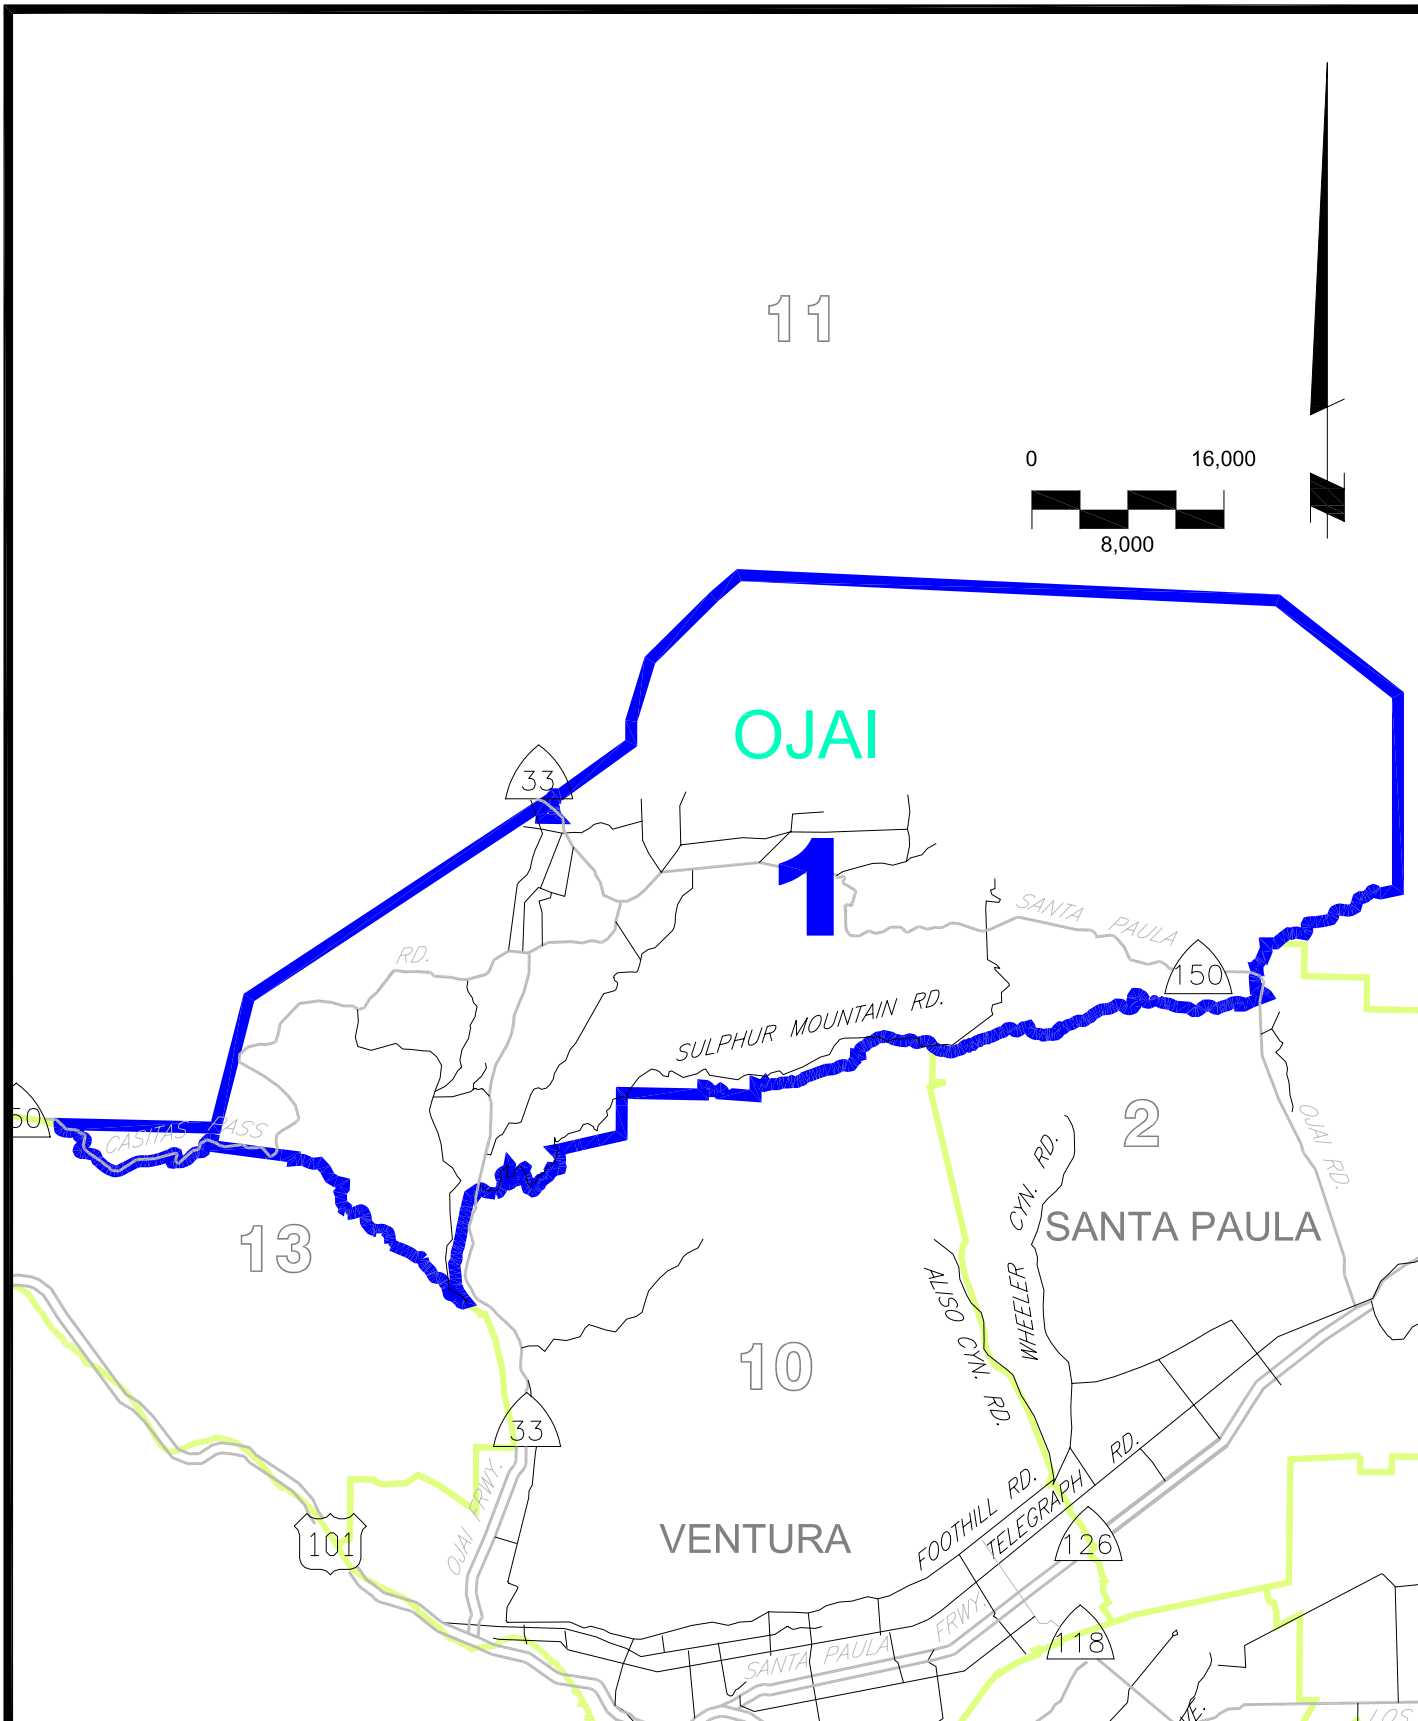 11
0 16,000
8,000
OJAI
33
1
SANTA PAULA
RD.
150
SULPHUR MOUNTAIN RD.
50
CASITAS PASS
2
OJAI RD.
WHEELER CYN. RD.
SANTA PAULA
13
ALISO CYN. RD.
10
33
OJAI FRWY.
FOOTHILL RD.
TELEGRAPH RD.
101
VENTURA
126
118
SANTA PAULA FRWY.
LOS